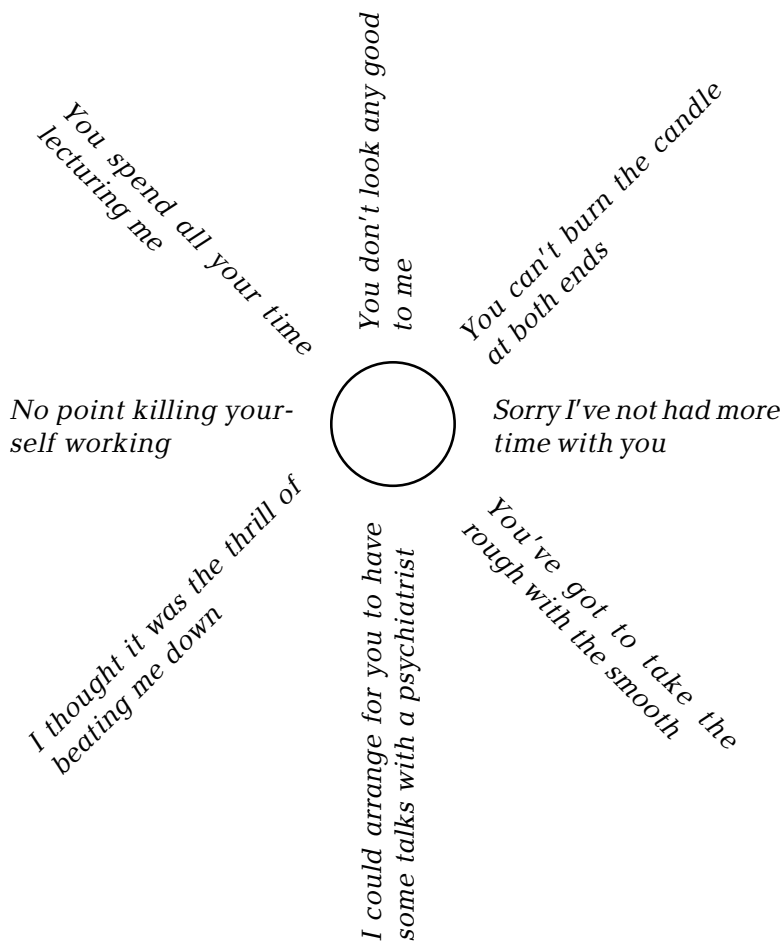 You don't look any good
to me
You can't burn the candle
at both ends
Sorry I've not had more
time with you
You've got to take the
rough with the smooth
I could arrange for you to have
some talks with a psychiatrist
I thought it was the thrill of
beating me down
No point killing your-
self working
You spend all your time
lecturing me